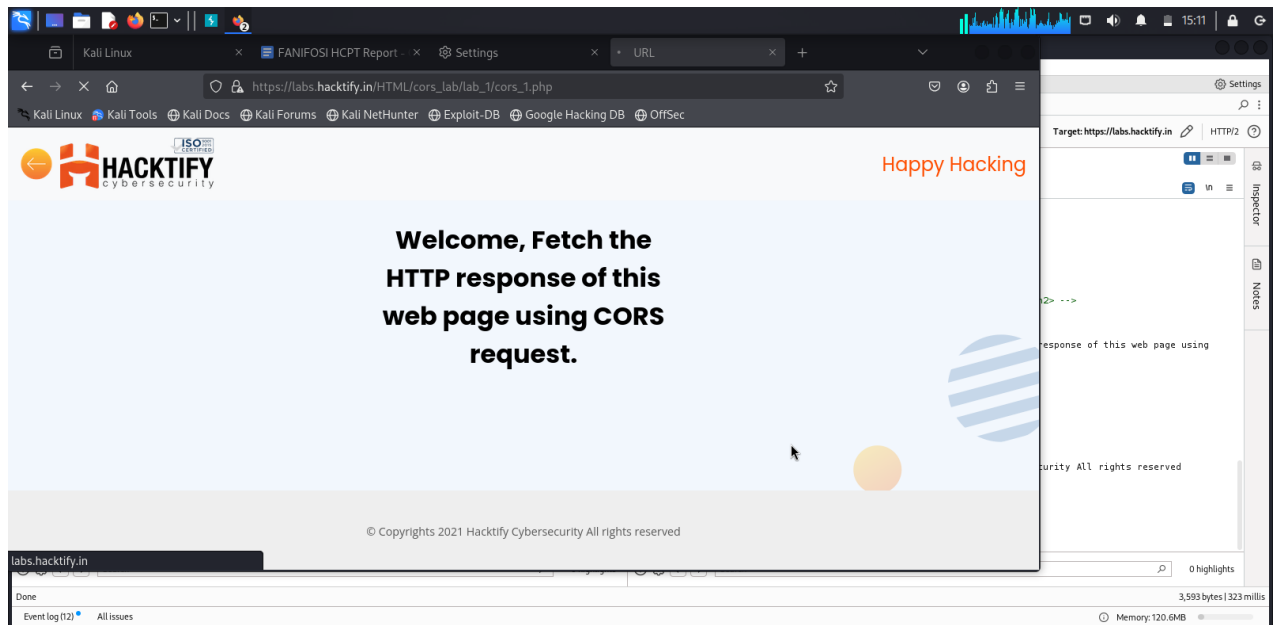 15:11
Kali Linux
FANIFOSI HCPT Report -
Settings
URL
https://labs.hacktify.in/HTML/cors_lab/lab_1/cors_1.php
Settings
Kali Linux Kali Tools Kali Docs Kali Forums Kali NetHunter Exploit-DB Google Hacking DB OffSec
Target: https://labs.hacktify.in HTTP/2
ISO
CERTIFIED
HACKTIFY
cybersecurity
Happy Hacking
\n
Inspector
Notes
Welcome, Fetch the
HTTP response of this
web page using CORS
request.
2> -->
response of this web page using
curity All rights reserved
© Copyrights 2021 Hacktify Cybersecurity All rights reserved
labs.hacktify.in
0 highlights
Done
3,593 bytes | 323 millis
Event log (12) All issues
Memory: 120.6MB